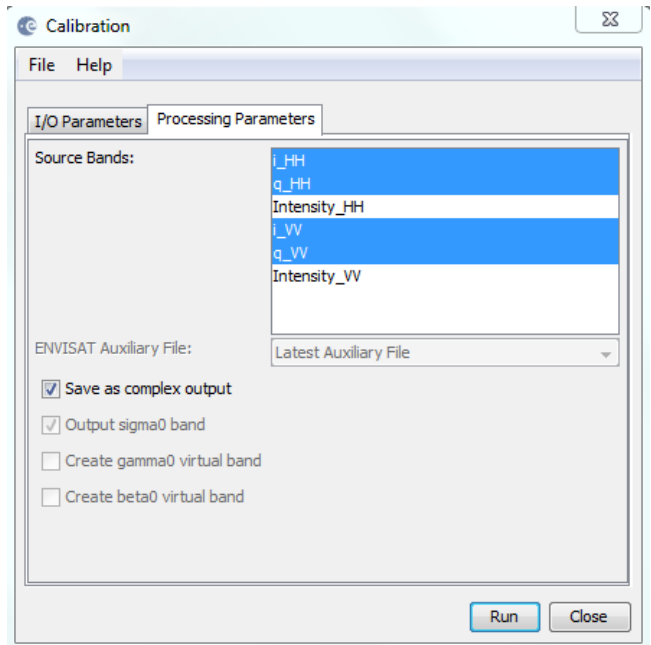 Calibration
File Help
I/O Parameters Processing Parameters
Source Bands:
i_HH
q_HH
Intensity_HH
i_VV
q_VV
Intensity_VV
ENVISAT Auxiliary File: Latest Auxiliary File
Save as complex output
Output sigma0 band
Create gamma0 virtual band
Create beta0 virtual band
Run Close